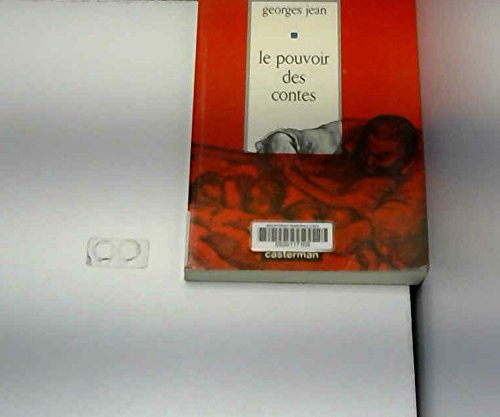 georges jean
le pouvoir
des
contes
casterman